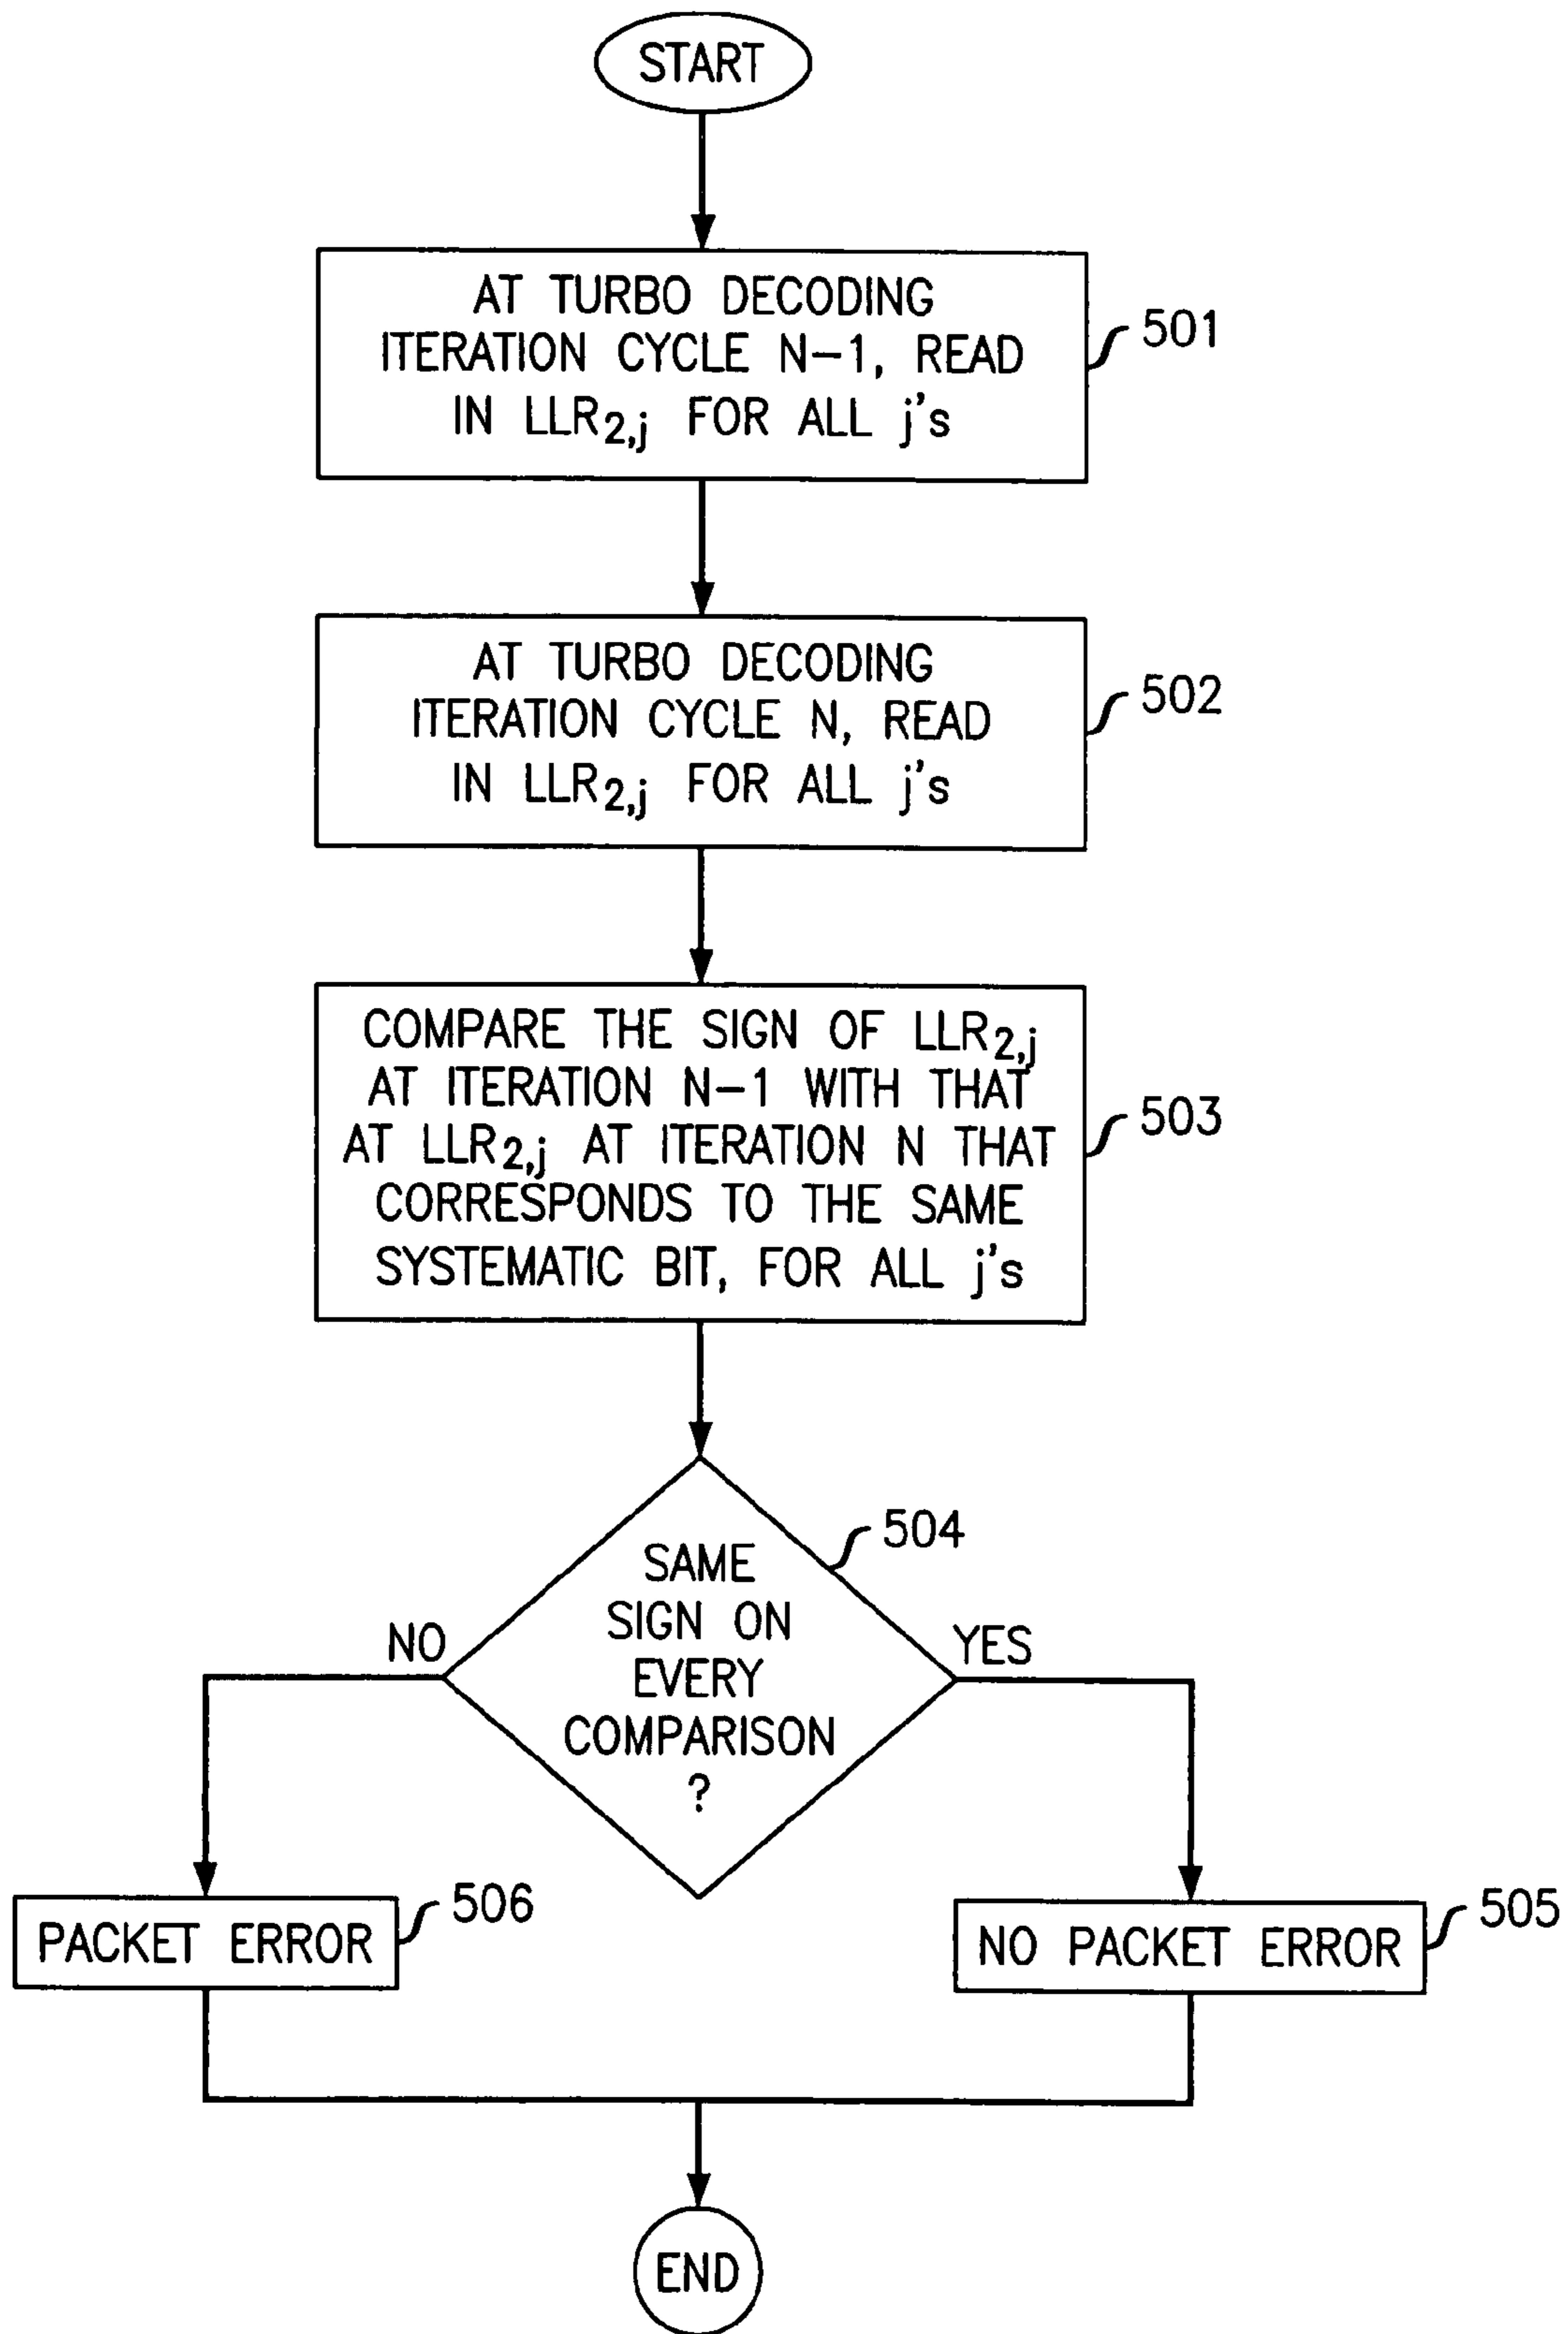 START
AT TURBO DECODING
ITERATION CYCLE N-1, READ
IN LLR2,j FOR ALL j's
501
AT TURBO DECODING
ITERATION CYCLE N, READ
IN LLR2,j FOR ALL j's
502
COMPARE THE SIGN OF LLR2,j
AT ITERATION N-1 WITH THAT
AT LLR2,j AT ITERATION N THAT
CORRESPONDS TO THE SAME
SYSTEMATIC BIT, FOR ALL j's
503
504
SAME
SIGN ON
EVERY
COMPARISON
?
NO
YES
PACKET ERROR
506
NO PACKET ERROR
505
END